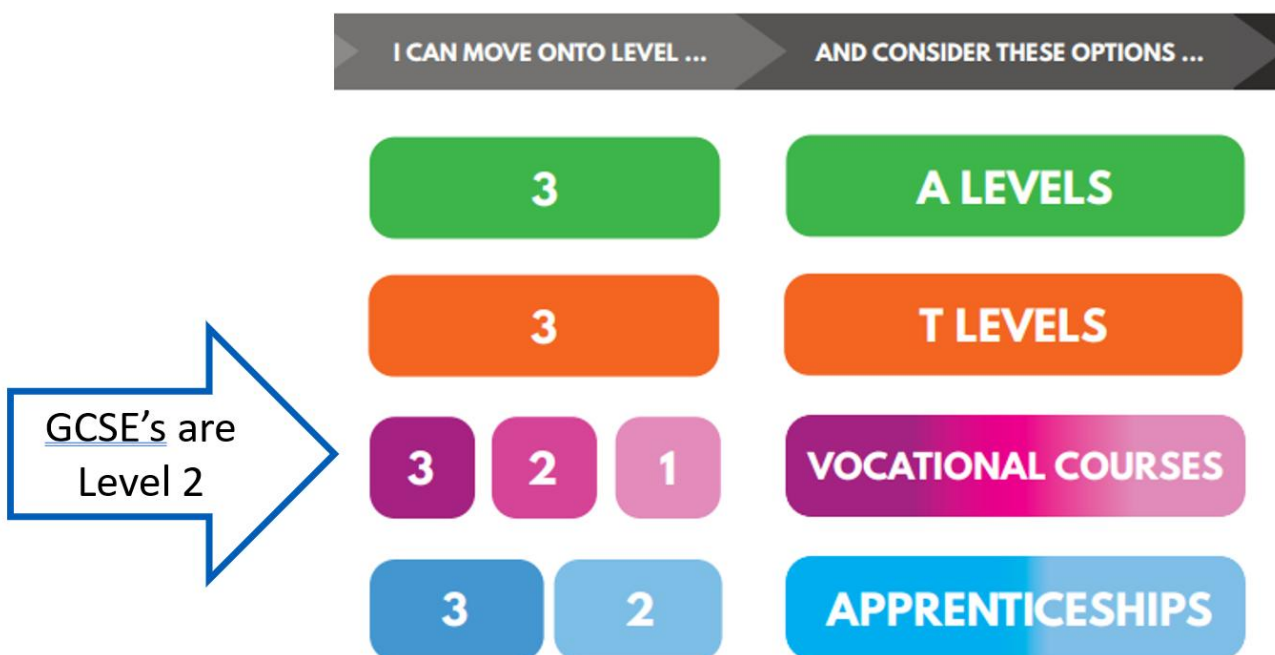 I CAN MOVE ONTO LEVEL ...
AND CONSIDER THESE OPTIONS ...
3
A LEVELS
3
T LEVELS
GCSE’s are
Level 2
3 2 1
VOCATIONAL COURSES
3 2
APPRENTICESHIPS